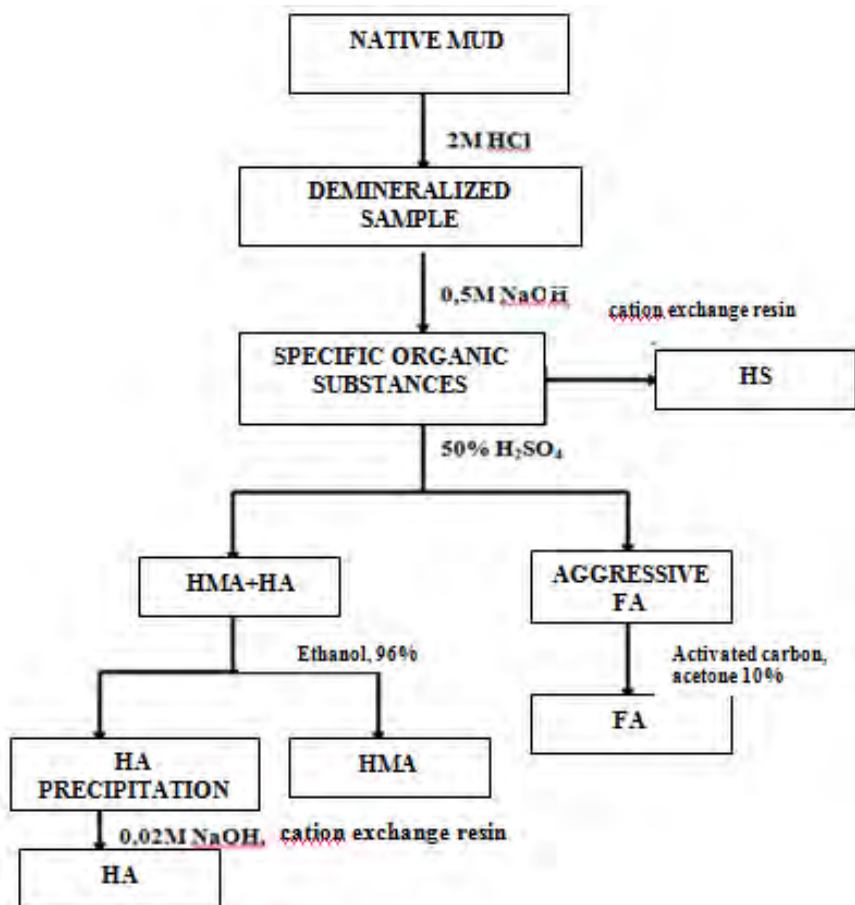 NATIVE MUD
2M HCl
DEMINERALIZED
SAMPLE
0,5M NaOH
cation exchange resin
SPECIFIC ORGANIC
SUBSTANCES
HS
50% H₂SO₄
HMA+HA
AGGRESSIVE
FA
Ethanol, 96%
Activated carbon,
acetone 10%
FA
HA
PRECIPITATION
HMA
0,02M NaOH, cation exchange resin
HA